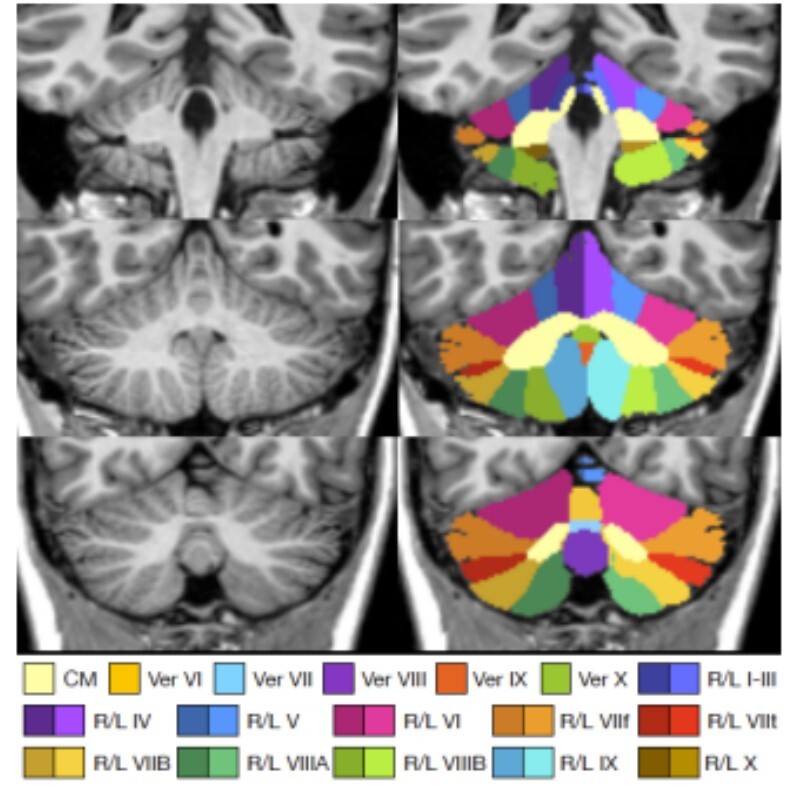 CM Ver VI Ver VII Ver VIII Ver IX Ver X R/L I-III
R/L IV R/L V R/L VI R/L VIIf R/L VIIt
R/L VIIB R/L VIIIA R/L VIIIB R/L IX R/L X